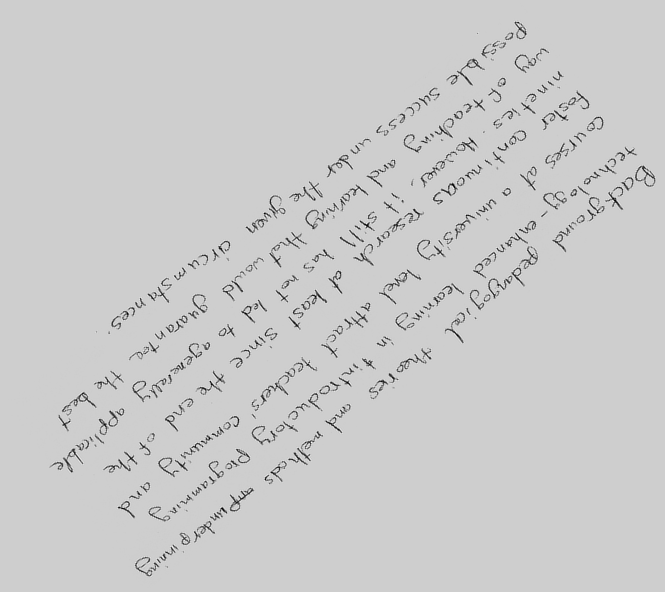 Background pedagogical theories and methods underpinning
technology-enhanced learning in introductory programming
courses at a university level attract teachers' community and
foster continuous research at least since the end of the
nineties. However, it still has not led to a generally applicable
way of teaching and learning that would guarantee the best
possible success under the given circumstances.